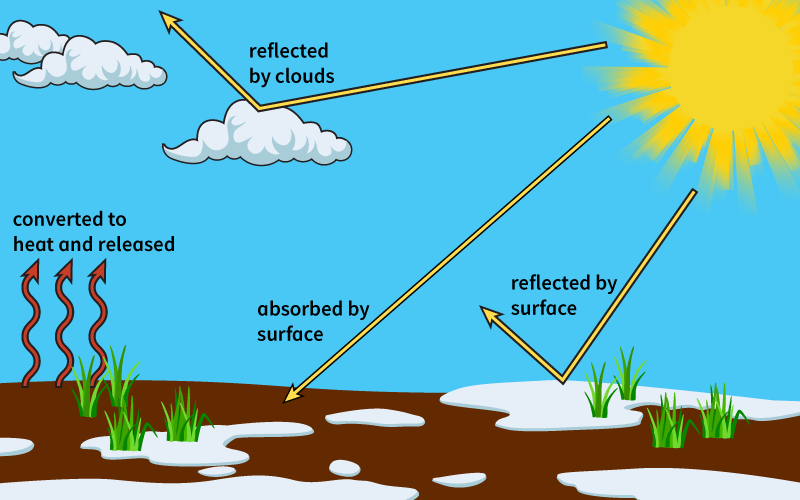 reflected
by clouds
converted to
heat and released
absorbed by
surface
reflected by
surface